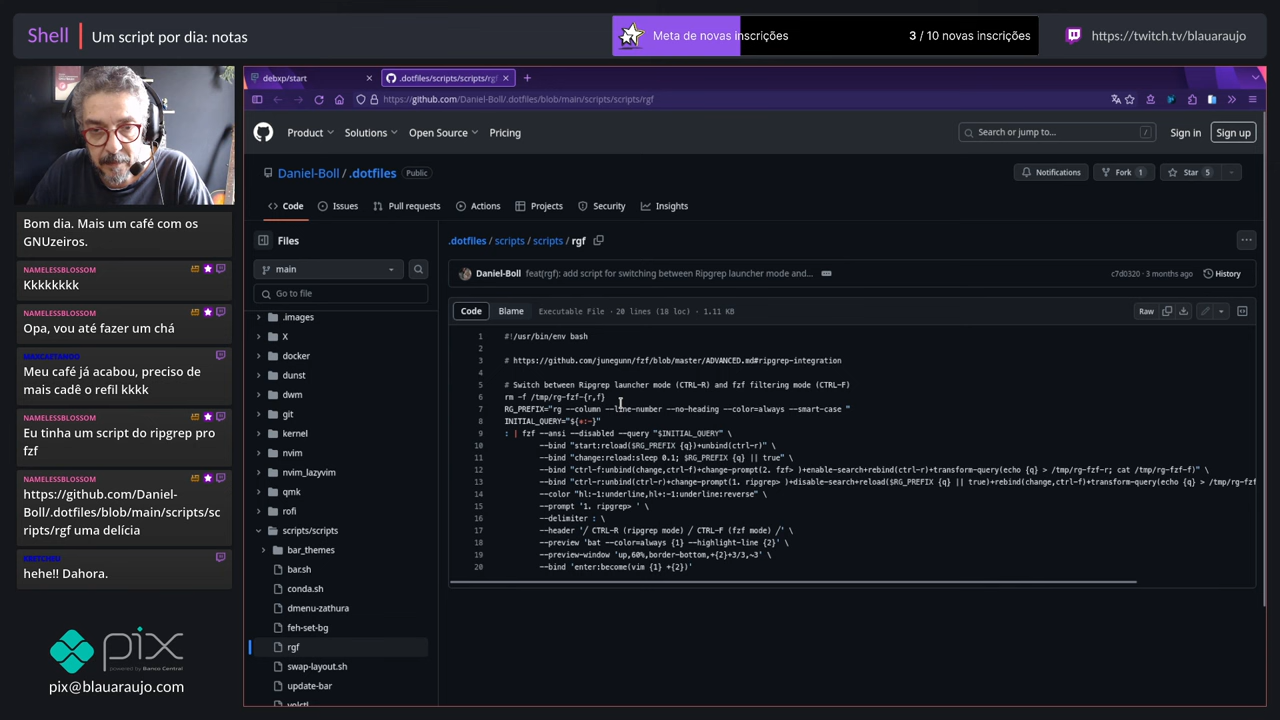 Shell
Um script por dia: notas
Meta de novas inscrições
3 / 10 novas inscrições
https://twitch.tv/blauaraujo
debxp/start
.dotfiles/scripts/scripts/rgf
https://github.com/Daniel-Boll/.dotfiles/blob/main/scripts/scripts/rgf
Product
Solutions
Open Source
Pricing
Search or jump to...
/
Sign in
Sign up
Daniel-Boll / .dotfiles
Public
Notifications
Fork 1
Star 5
Code
Issues
Pull requests
Actions
Projects
Security
Insights
Bom dia. Mais um café com os
GNUzeiros.
NAMELESSBLOSSOM
Kkkkkkkk
NAMELESSBLOSSOM
Opa, vou até fazer um chá
Meu café já acabou, preciso de
mais cadê o refil kkkk
NAMELESSBLOSSOM
Eu tinha um script do ripgrep pro
fzf
NAMELESSBLOSSOM
https://github.com/Daniel-
Boll/.dotfiles/blob/main/scripts/sc
ripts/rgf uma delícia
hehe!! Dahora.
pix
powered by Banco Central
pix@blauaraujo.com
Files
main
Go to file
.images
X
docker
dunst
dwm
git
kernel
nvim
nvim_lazyvim
qmk
rofi
scripts/scripts
bar_themes
bar.sh
conda.sh
dmenu-zathura
feh-set-bg
rgf
swap-layout.sh
update-bar
volctl
.dotfiles / scripts / scripts / rgf
Daniel-Boll feat(rgf): add script for switching between Ripgrep launcher mode and...
c7d0320 · 3 months ago
History
Code
Blame
Executable File · 20 lines (18 loc) · 1.11 KB
Raw
1 #!/usr/bin/env bash
2
3 # https://github.com/junegunn/fzf/blob/master/ADVANCED.md#ripgrep-integration
4
5 # Switch between Ripgrep launcher mode (CTRL-R) and fzf filtering mode (CTRL-F)
6 rm -f /tmp/rg-fzf-{r,f}
7 RG_PREFIX="rg --column --line-number --no-heading --color=always --smart-case "
8 INITIAL_QUERY="${*:-}"
9 : | fzf --ansi --disabled --query "$INITIAL_QUERY" \
10 --bind "start:reload($RG_PREFIX {q})+unbind(ctrl-r)" \
11 --bind "change:reload:sleep 0.1; $RG_PREFIX {q} || true" \
12 --bind "ctrl-f:unbind(change,ctrl-f)+change-prompt(2. fzf> )+enable-search+rebind(ctrl-r)+transform-query(echo {q} > /tmp/rg-fzf-r; cat /tmp/rg-fzf-f)" \
13 --bind "ctrl-r:unbind(ctrl-r)+change-prompt(1. ripgrep> )+disable-search+reload($RG_PREFIX {q} || true)+rebind(change,ctrl-f)+transform-query(echo {q} > /tmp/rg-fzf
14 --color "hl:-1:underline,hl+:-1:underline:reverse" \
15 --prompt '1. ripgrep> ' \
16 --delimiter : \
17 --header '╱ CTRL-R (ripgrep mode) ╱ CTRL-F (fzf mode) ╱' \
18 --preview 'bat --color=always {1} --highlight-line {2}' \
19 --preview-window 'up,60%,border-bottom,+{2}+3/3,~3' \
20 --bind 'enter:become(vim {1} +{2})'